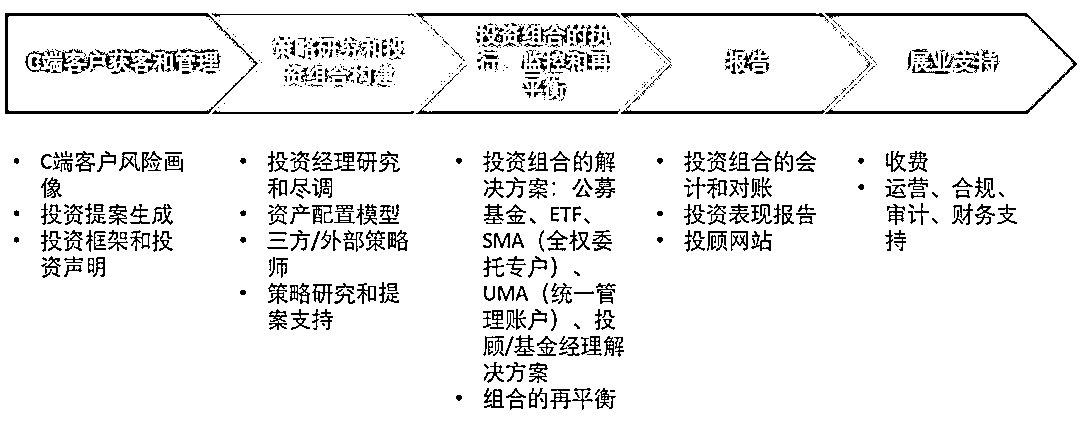 C端客户获客和管理
策略研究和投
资组合构建
投资组合的执
行、监控和再
平衡
报告
展业支持
• C端客户风险画
像
• 投资提案生成
• 投资框架和投
资声明
• 投资经理研究
和尽调
• 资产配置模型
• 三方/外部策略
师
• 策略研究和提
案支持
• 投资组合的解
决方案：公募
基金、ETF、
SMA（全权委
托专户）、
UMA（统一管
理账户）、投
顾/基金经理解
决方案
• 组合的再平衡
• 投资组合的会
计和对账
• 投资表现报告
• 投顾网站
• 收费
• 运营、合规、
审计、财务支
持